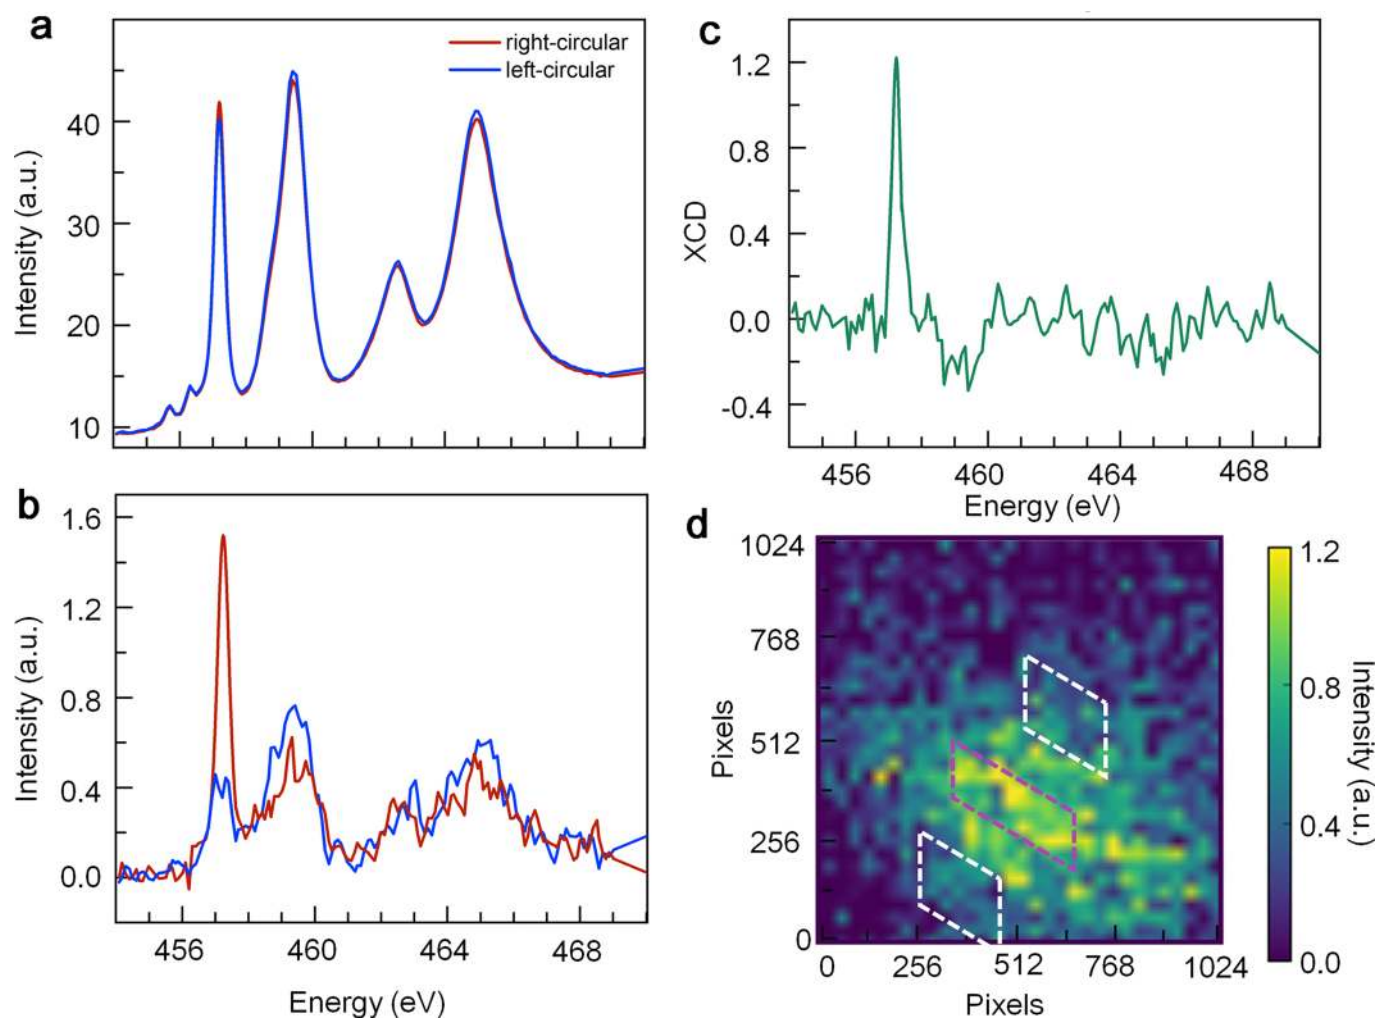 a
right-circular
left-circular
40
30
20
10
Intensity (a.u.)
b
1.6
1.2
0.8
0.4
0.0
Intensity (a.u.)
456 460 464 468
Energy (eV)
c
1.2
0.8
0.4
0.0
-0.4
XCD
456 460 464 468
Energy (eV)
d
1024
768
512
256
0
Pixels
0 256 512 768 1024
Pixels
1.2
0.8
0.4
0.0
Intensity (a.u.)